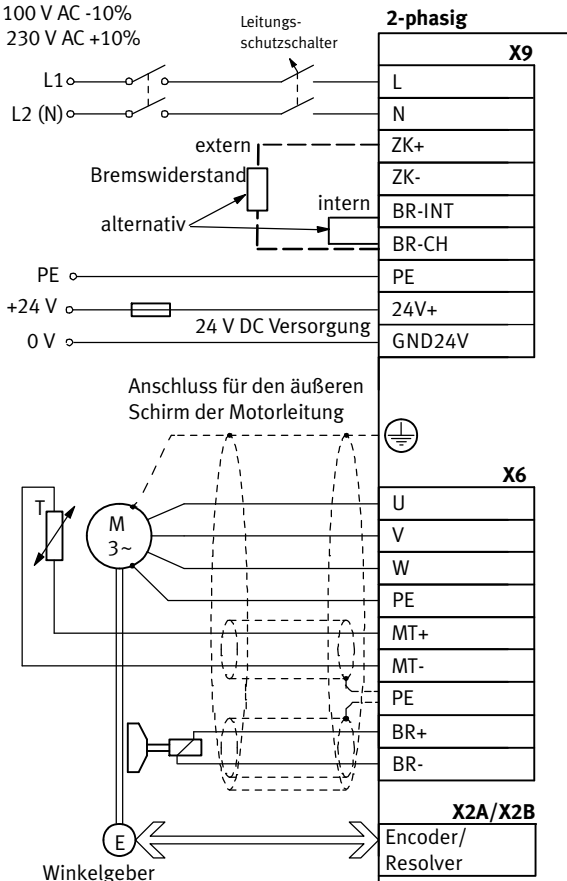 100 V AC -10%
230 V AC +10%
Leitungs-
schutzschalter
2-phasig
X9
L1
L
L2 (N)
N
extern
ZK+
Bremswiderstand
ZK-
intern
BR-INT
alternativ
BR-CH
PE
PE
+24 V
24V+
24 V DC Versorgung
0 V
GND24V
Anschluss für den äußeren
Schirm der Motorleitung
X6
T
U
M
3~
V
W
PE
MT+
MT-
PE
BR+
BR-
X2A/X2B
E
Encoder/
Resolver
Winkelgeber